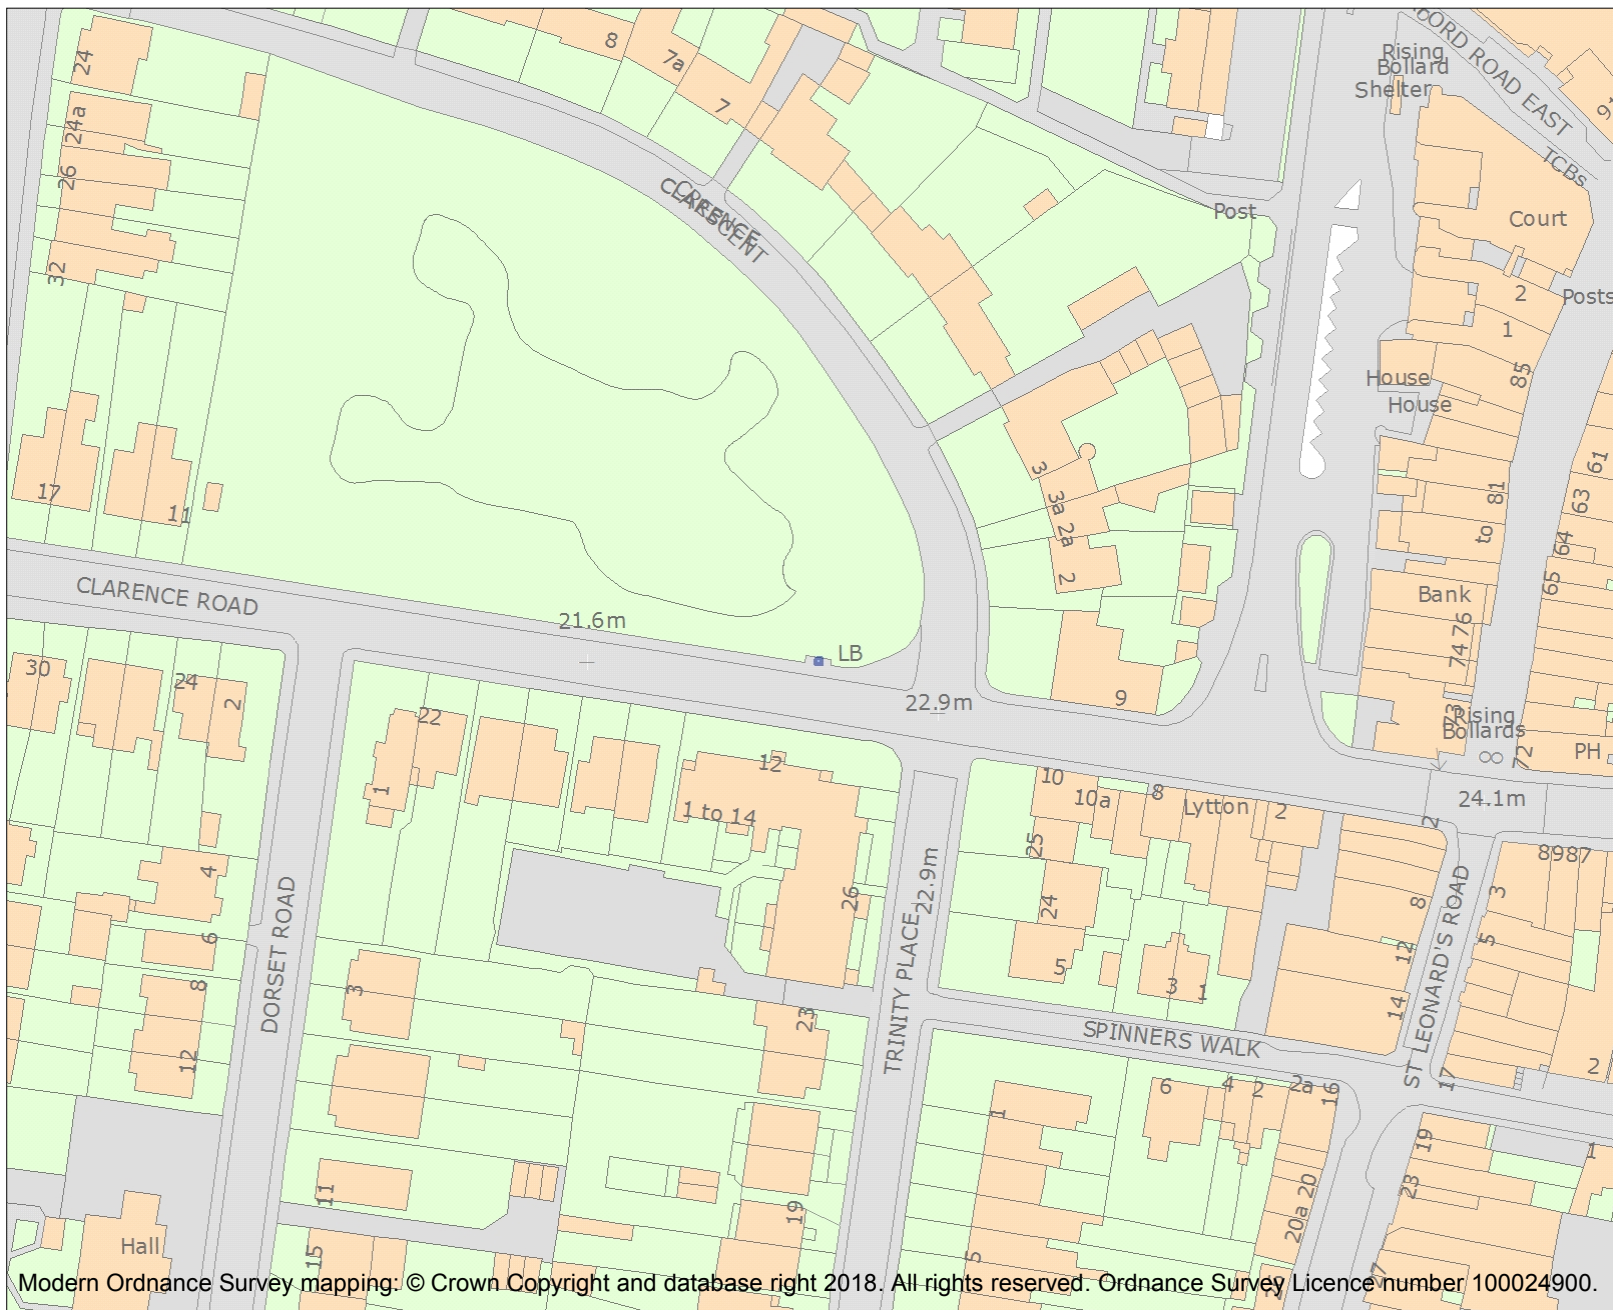 24
8
7a
Rising
Bollard
Shelter
ROAD EAST
24a
7
TCBs
26
CLARENCE
CRESCENT
Post
Court
32
2
Posts
1
House
85
House
17
11
3
3a
2a
2
81
to
61
63
64
65
CLARENCE ROAD
21.6m
LB
Bank
76
74
30
24
2
22
22.9m
9
73
Rising
Bollards
72
PH
8
1
12
1 to 14
10
10a
8
Lytton
2
24.1m
2
25
22.9m
8987
4
26
24
8
3
6
5
12
5
8
3
3
1
14
DORSET ROAD
23
TRINITY PLACE
SPINNERS WALK
ST LEONARD'S ROAD
12
6
4
2
2a
16
17
2
1
19
1
11
19
20
23
20a
Hall
15
5
27
Modern Ordnance Survey mapping: © Crown Copyright and database right 2018. All rights reserved. Ordnance Survey Licence number 100024900.